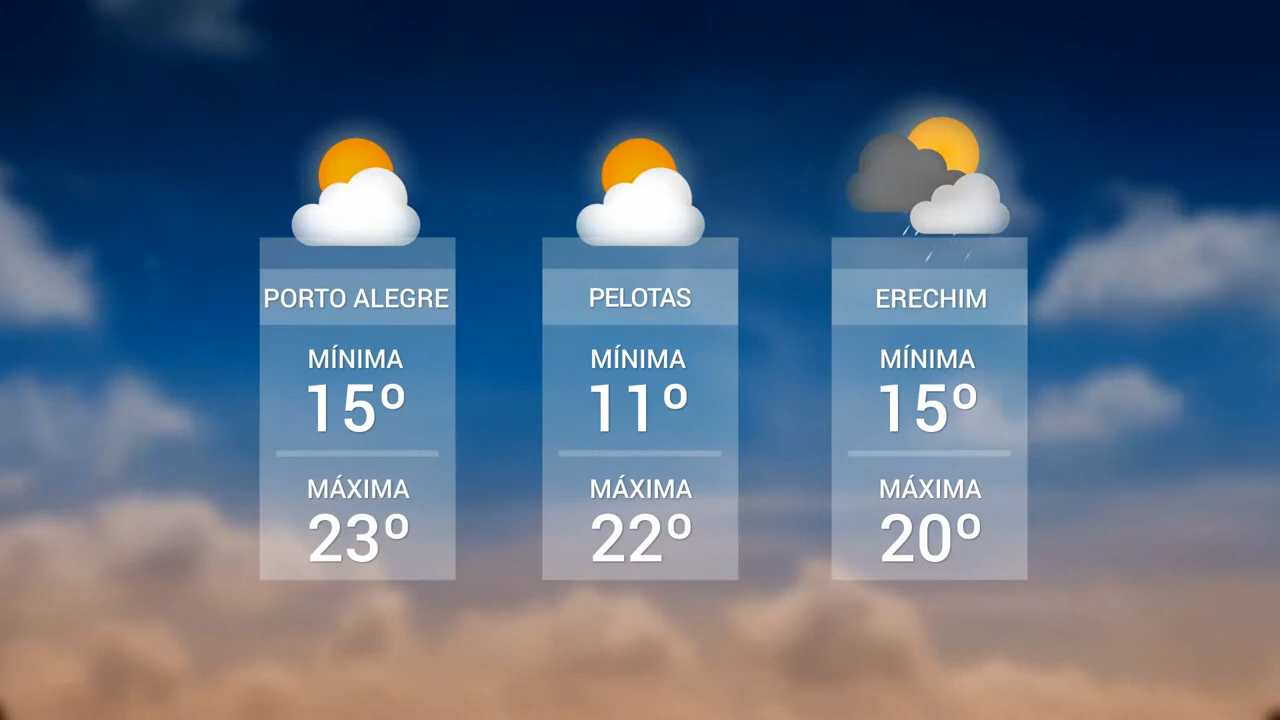 PORTO ALEGRE
MÍNIMA
15º
MÁXIMA
23º
PELOTAS
MÍNIMA
11º
MÁXIMA
22º
ERECHIM
MÍNIMA
15º
MÁXIMA
20º